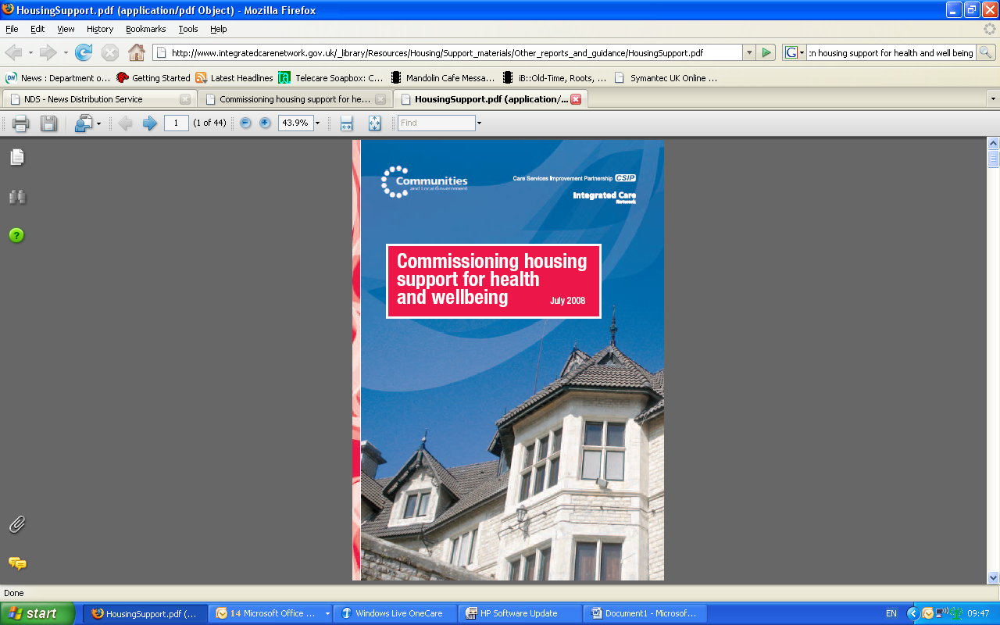 HousingSupport.pdf (application/pdf Object) - Mozilla Firefox
File Edit View History Bookmarks Tools Help
http://www.integratedcarenetwork.gov.uk/_library/Resources/Housing/Support_materials/Other_reports_and_guidance/HousingSupport.pdf
G
:n housing support for health and well being
DH News : Department o... Getting Started Latest Headlines Telecare Soapbox: C... Mandolin Cafe Messa... iB::Old-Time, Roots, ... Symantec UK Online ...
NDS - News Distribution Service
Commissioning housing support for he...
HousingSupport.pdf (application/...
1 (1 of 44) 43.9% Find
Communities
and Local Government
Care Services Improvement Partnership CSIP
Integrated Care
Network
Commissioning housing
support for health
and wellbeing July 2008
Done
start HousingSupport.pdf (... 14 Microsoft Office ... Windows Live OneCare HP Software Update Document1 - Microsof... EN 09:47